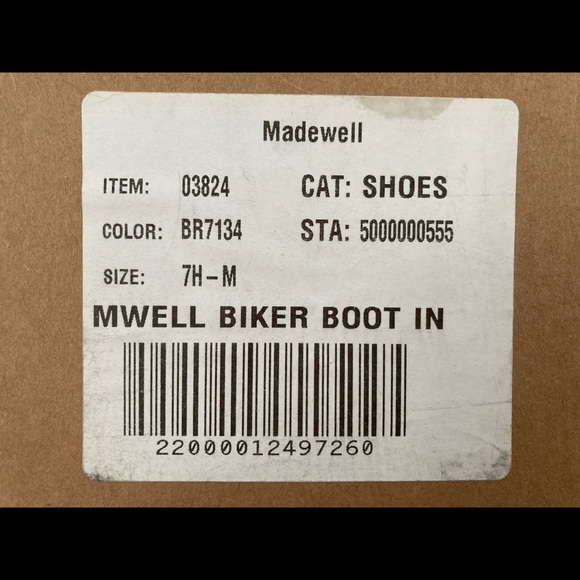 Madewell
ITEM: 03824 CAT: SHOES
COLOR: BR7134 STA: 5000000555
SIZE: 7H-M
MWELL BIKER BOOT IN
22000012497260